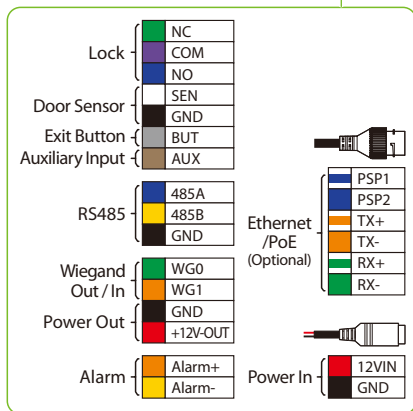 Lock
NC
COM
NO
Door Sensor
SEN
GND
Exit Button
BUT
Auxiliary Input
AUX
RS485
485A
485B
GND
Wiegand
Out / In
WG0
WG1
Power Out
GND
+12V-OUT
Alarm
Alarm+
Alarm-
Ethernet
/PoE
(Optional)
PSP1
PSP2
TX+
TX-
RX+
RX-
Power In
12VIN
GND